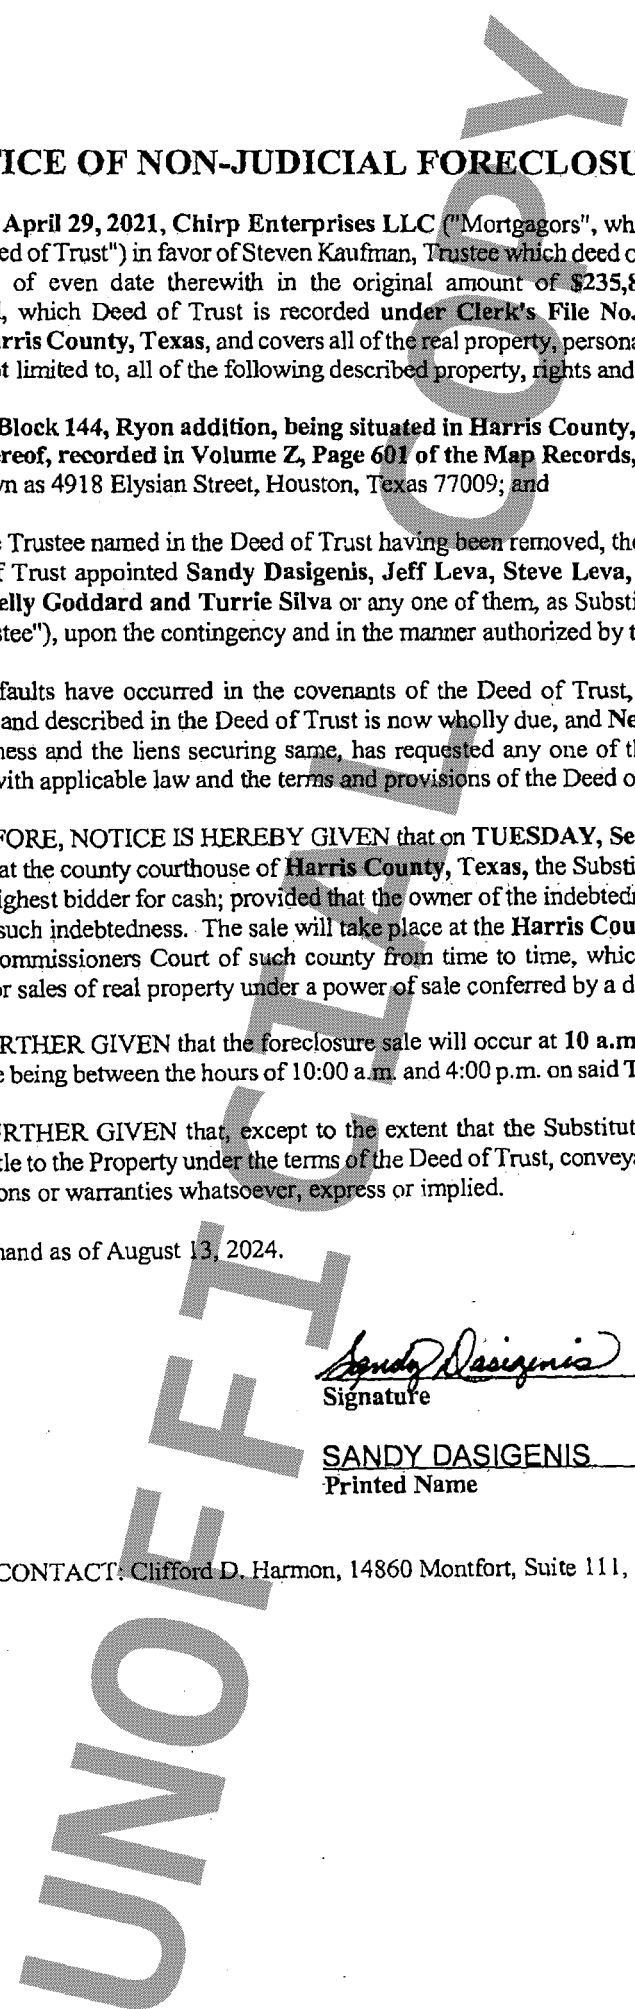 ICE OF NON-JUDICIAL FORECLOSU
April 29, 2021, Chirp Enterprises LLC ("Mortgagors", wh
ed of Trust") in favor of Steven Kaufman, Trustee which deed o
of even date therewith in the original amount of $235,8
, which Deed of Trust is recorded under Clerk's File No.
rris County, Texas, and covers all of the real property, persona
t limited to, all of the following described property, rights and
Block 144, Ryon addition, being situated in Harris County,
ereof, recorded in Volume Z, Page 601 of the Map Records,
vn as 4918 Elysian Street, Houston, Texas 77009; and
e Trustee named in the Deed of Trust having been removed, the
f Trust appointed Sandy Dasigenis, Jeff Leva, Steve Leva,
elly Goddard and Turrie Silva or any one of them, as Substi
stee"), upon the contingency and in the manner authorized by t
faults have occurred in the covenants of the Deed of Trust,
and described in the Deed of Trust is now wholly due, and Ne
ness and the liens securing same, has requested any one of th
with applicable law and the terms and provisions of the Deed o
FORE, NOTICE IS HEREBY GIVEN that on TUESDAY, Se
at the county courthouse of Harris County, Texas, the Substi
ighest bidder for cash; provided that the owner of the indebtedn
such indebtedness. The sale will take place at the Harris Cou
ommissioners Court of such county from time to time, whic
or sales of real property under a power of sale conferred by a d
RTHER GIVEN that the foreclosure sale will occur at 10 a.m
e being between the hours of 10:00 a.m. and 4:00 p.m. on said T
URTHER GIVEN that, except to the extent that the Substitut
tle to the Property under the terms of the Deed of Trust, conveya
ons or warranties whatsoever, express or implied.
hand as of August 13, 2024.
Sandy Dasigenis
Signature
SANDY DASIGENIS
Printed Name
CONTACT: Clifford D. Harmon, 14860 Montfort, Suite 111,
UNOFFICIAL COPY